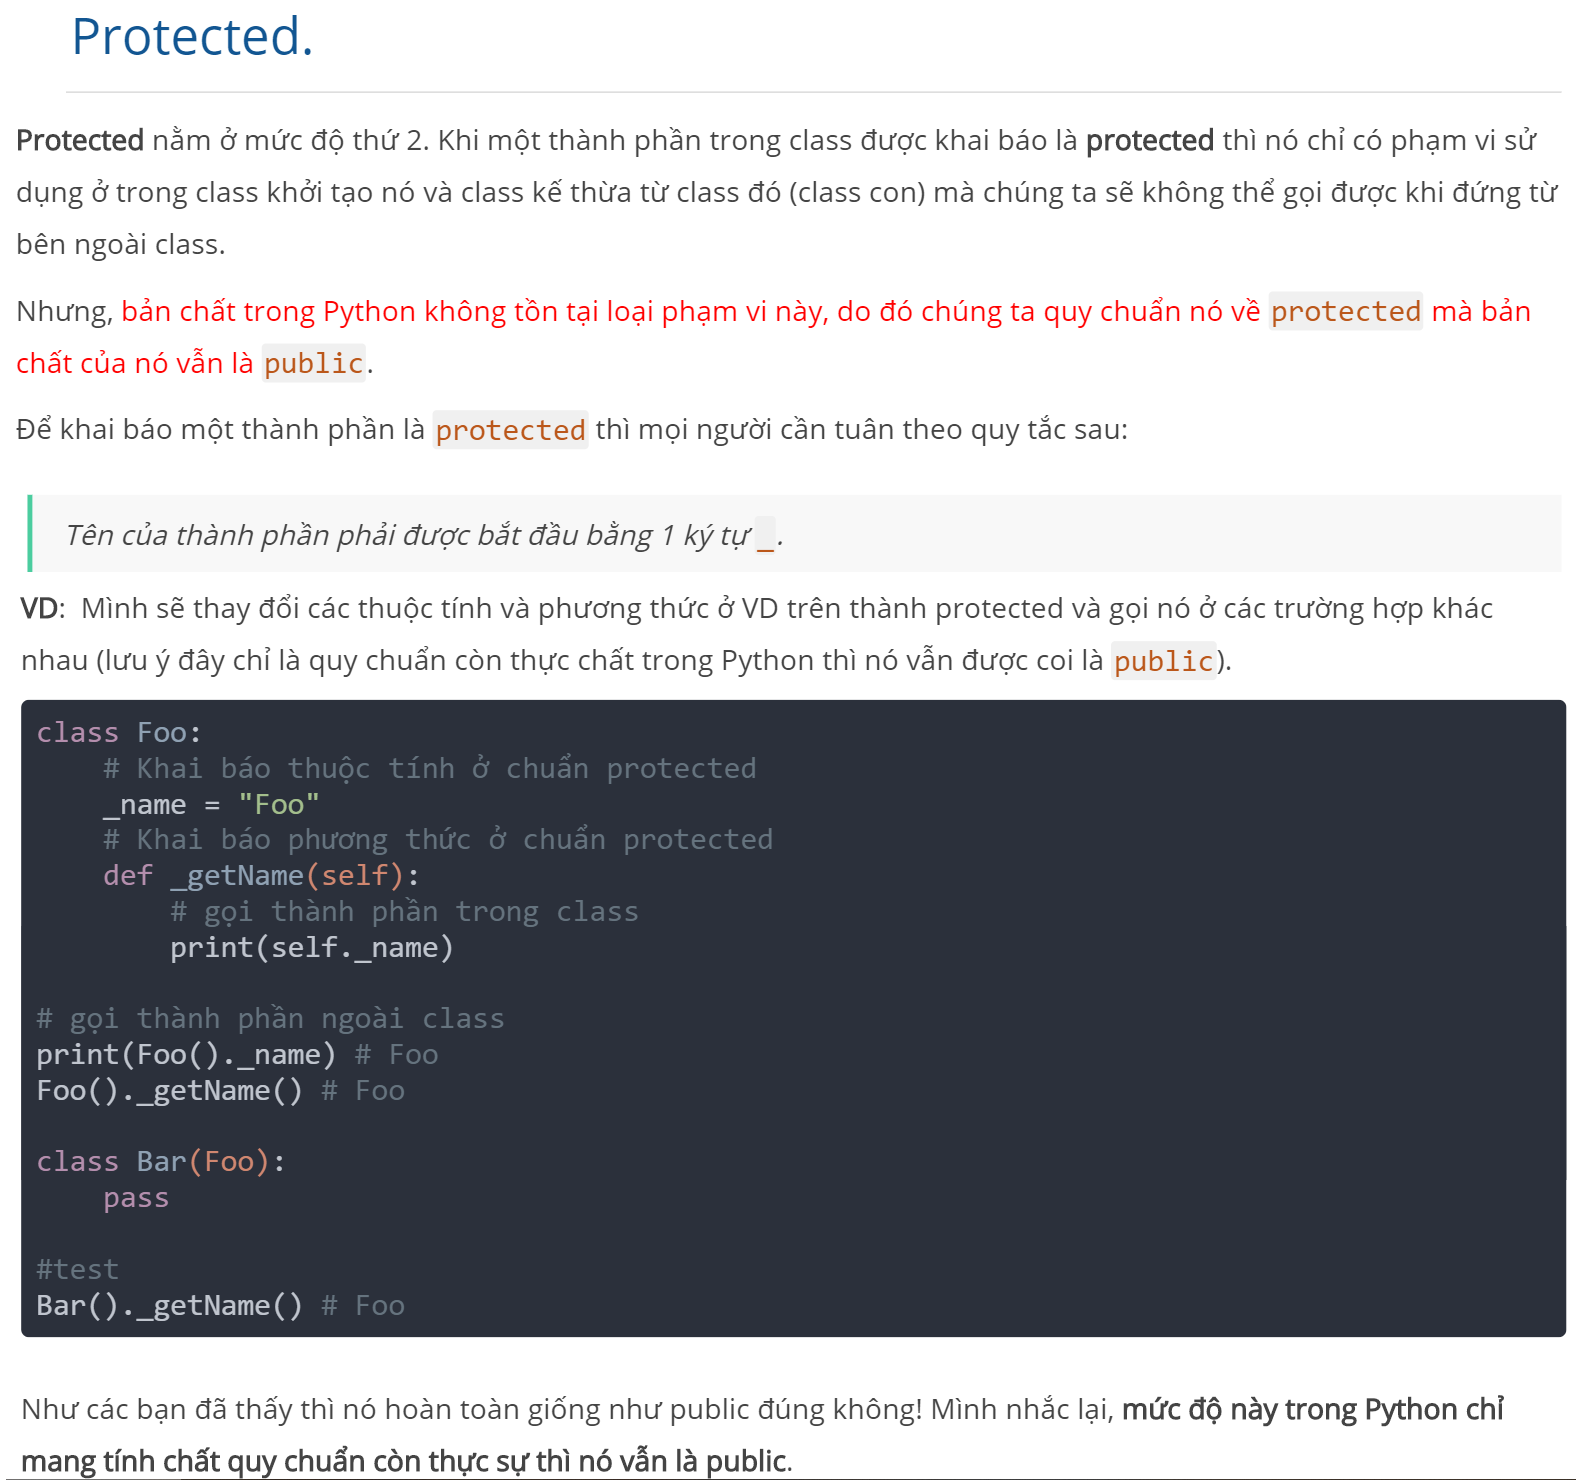 Protected.
Protected nằm ở mức độ thứ 2. Khi một thành phần trong class được khai báo là protected thì nó chỉ có phạm vi sử
dụng ở trong class khởi tạo nó và class kế thừa từ class đó (class con) mà chúng ta sẽ không thể gọi được khi đứng từ
bên ngoài class.
Nhưng, bản chất trong Python không tồn tại loại phạm vi này, do đó chúng ta quy chuẩn nó về protected mà bản
chất của nó vẫn là public.
Để khai báo một thành phần là protected thì mọi người cần tuân theo quy tắc sau:
Tên của thành phần phải được bắt đầu bằng 1 ký tự _.
VD: Mình sẽ thay đổi các thuộc tính và phương thức ở VD trên thành protected và gọi nó ở các trường hợp khác
nhau (lưu ý đây chỉ là quy chuẩn còn thực chất trong Python thì nó vẫn được coi là public).
class Foo:
    # Khai báo thuộc tính ở chuẩn protected
    _name = "Foo"
    # Khai báo phương thức ở chuẩn protected
    def _getName(self):
        # gọi thành phần trong class
        print(self._name)
# gọi thành phần ngoài class
print(Foo()._name) # Foo
Foo()._getName() # Foo
class Bar(Foo):
    pass
#test
Bar()._getName() # Foo
Như các bạn đã thấy thì nó hoàn toàn giống như public đúng không! Mình nhắc lại, mức độ này trong Python chỉ
mang tính chất quy chuẩn còn thực sự thì nó vẫn là public.